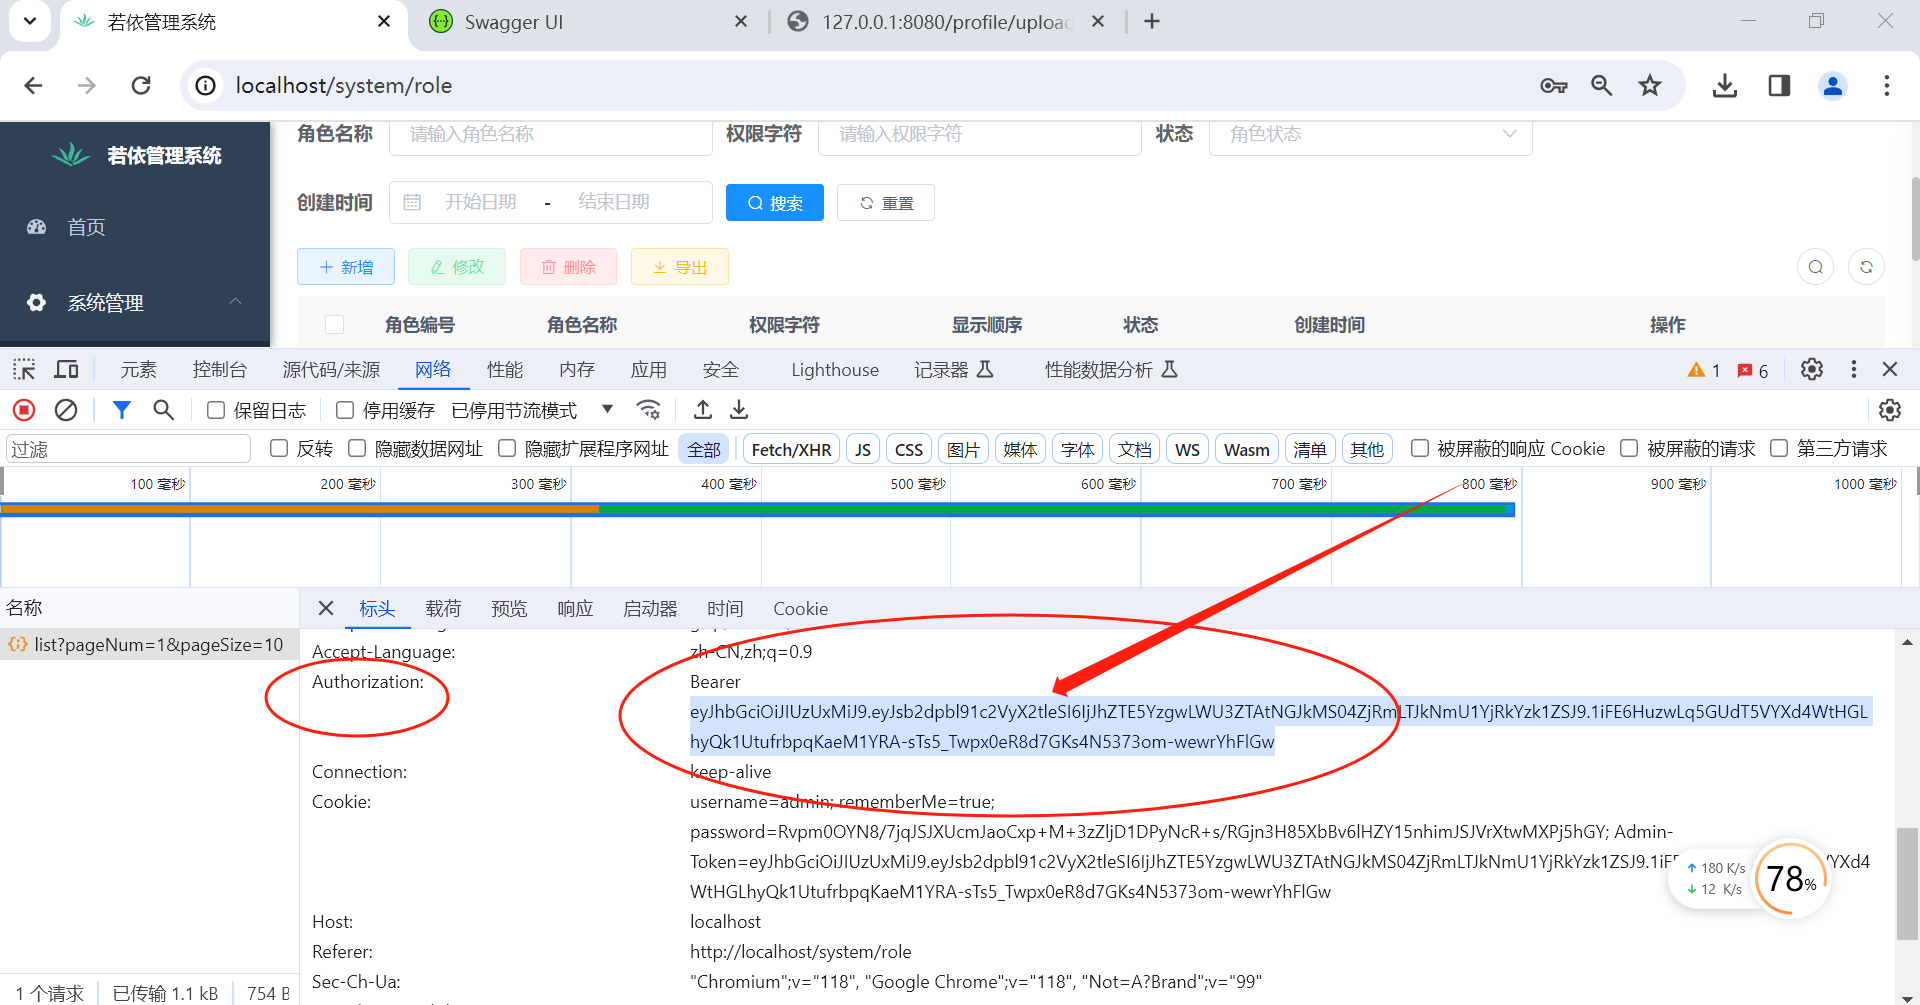 若依管理系统
Swagger UI
127.0.0.1:8080/profile/upload
localhost/system/role
若依管理系统
首页
系统管理
角色名称 请输入角色名称 权限字符 请输入权限字符 状态 角色状态
创建时间 开始日期 - 结束日期 搜索 重置
新增 修改 删除 导出
角色编号 角色名称 权限字符 显示顺序 状态 创建时间 操作
元素 控制台 源代码/来源 网络 性能 内存 应用 安全 Lighthouse 记录器 性能数据分析 1 6
保留日志 停用缓存 已停用节流模式
过滤 反转 隐藏数据网址 隐藏扩展程序网址 全部 Fetch/XHR JS CSS 图片 媒体 字体 文档 WS Wasm 清单 其他 被屏蔽的响应 Cookie 被屏蔽的请求 第三方请求
100 毫秒 200 毫秒 300 毫秒 400 毫秒 500 毫秒 600 毫秒 700 毫秒 800 毫秒 900 毫秒 1000 毫秒
名称 标头 载荷 预览 响应 启动器 时间 Cookie
list?pageNum=1&pageSize=10
Accept-Language: zh-CN,zh;q=0.9
Authorization: Bearer
eyJhbGciOiJIUzUxMiJ9.eyJsb2dpbl91c2VyX2tleSI6IjJhZTE5YzgwLWU3ZTAtNGJkMS04ZjRmLTJkNmU1YjRkYzk1ZSJ9.1iFE6HuzwLq5GUdT5VYXd4WtHGL
hyQk1UtufrbpqKaeM1YRA-sTs5_Twpx0eR8d7GKs4N5373om-wewrYhFlGw
Connection: keep-alive
Cookie: username=admin; rememberMe=true;
password=Rvpm0OYN8/7jqJSJXUcmJaoCxp+M+3zZljD1DPyNcR+s/RGjn3H85XbBv6lHZY15nhimJSJVrXtwMXPj5hGY; Admin-
Token=eyJhbGciOiJIUzUxMiJ9.eyJsb2dpbl91c2VyX2tleSI6IjJhZTE5YzgwLWU3ZTAtNGJkMS04ZjRmLTJkNmU1YjRkYzk1ZSJ9.1iF
WtHGLhyQk1UtufrbpqKaeM1YRA-sTs5_Twpx0eR8d7GKs4N5373om-wewrYhFlGw
Host: localhost
Referer: http://localhost/system/role
Sec-Ch-Ua: "Chromium";v="118", "Google Chrome";v="118", "Not=A?Brand";v="99"
180 K/s
12 K/s
78%
1 个请求 已传输 1.1 kB 754 B